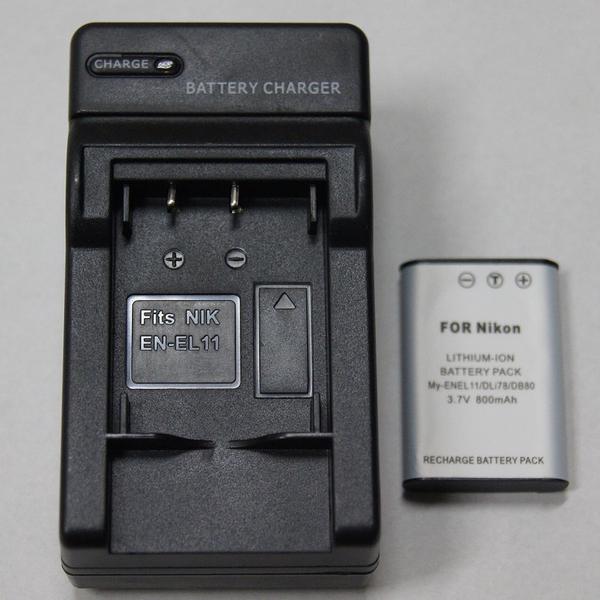 CHARGE
BATTERY CHARGER
Fits NIK
EN-EL11
FOR Nikon
LITHIUM-ION
BATTERY PACK
My-ENEL11/DLi78/DB80
3.7V 800mAh
RECHARGE BATTERY PACK